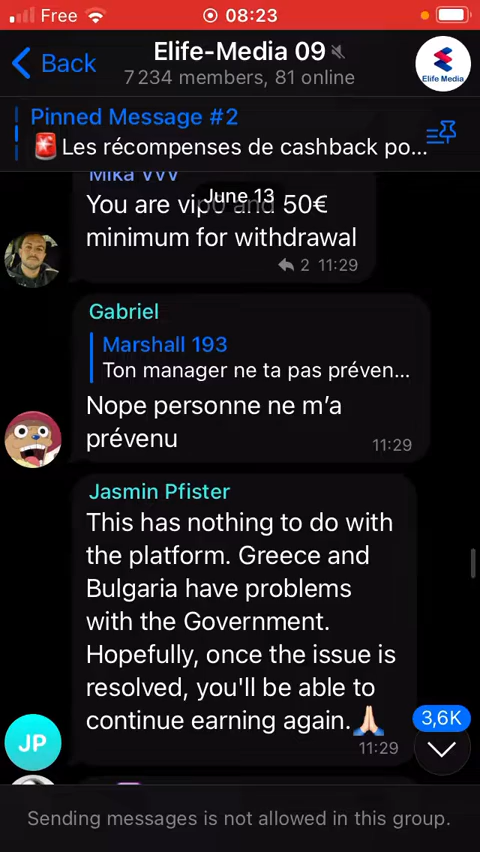 Free 08:23
Back
Elife-Media 09
7 234 members, 81 online
Elife Media
Pinned Message #2
🚨Les récompenses de cashback po...
Mika VVV
June 13
You are vip0 and 50€
minimum for withdrawal
2 11:29
Gabriel
Marshall 193
Ton manager ne ta pas préven...
Nope personne ne m’a
prévenu
11:29
Jasmin Pfister
This has nothing to do with
the platform. Greece and
Bulgaria have problems
with the Government.
Hopefully, once the issue is
resolved, you'll be able to
continue earning again.🙏🏻
11:29
JP
3,6K
Sending messages is not allowed in this group.